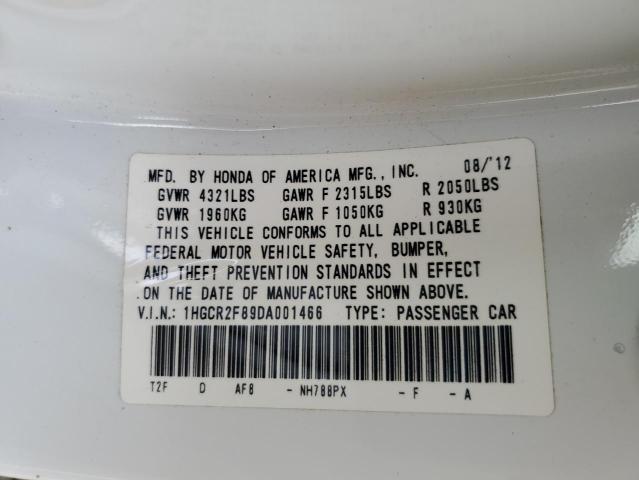 MFD. BY HONDA OF AMERICA MFG., INC. 08/'12
GVWR 4321LBS GAWR F 2315LBS R 2050LBS
GVWR 1960KG GAWR F 1050KG R 930KG
THIS VEHICLE CONFORMS TO ALL APPLICABLE
FEDERAL MOTOR VEHICLE SAFETY, BUMPER,
AND THEFT PREVENTION STANDARDS IN EFFECT
ON THE DATE OF MANUFACTURE SHOWN ABOVE.
V.I.N.: 1HGCR2F89DA001466 TYPE: PASSENGER CAR
T2F D AF8 - NH788PX - F - A